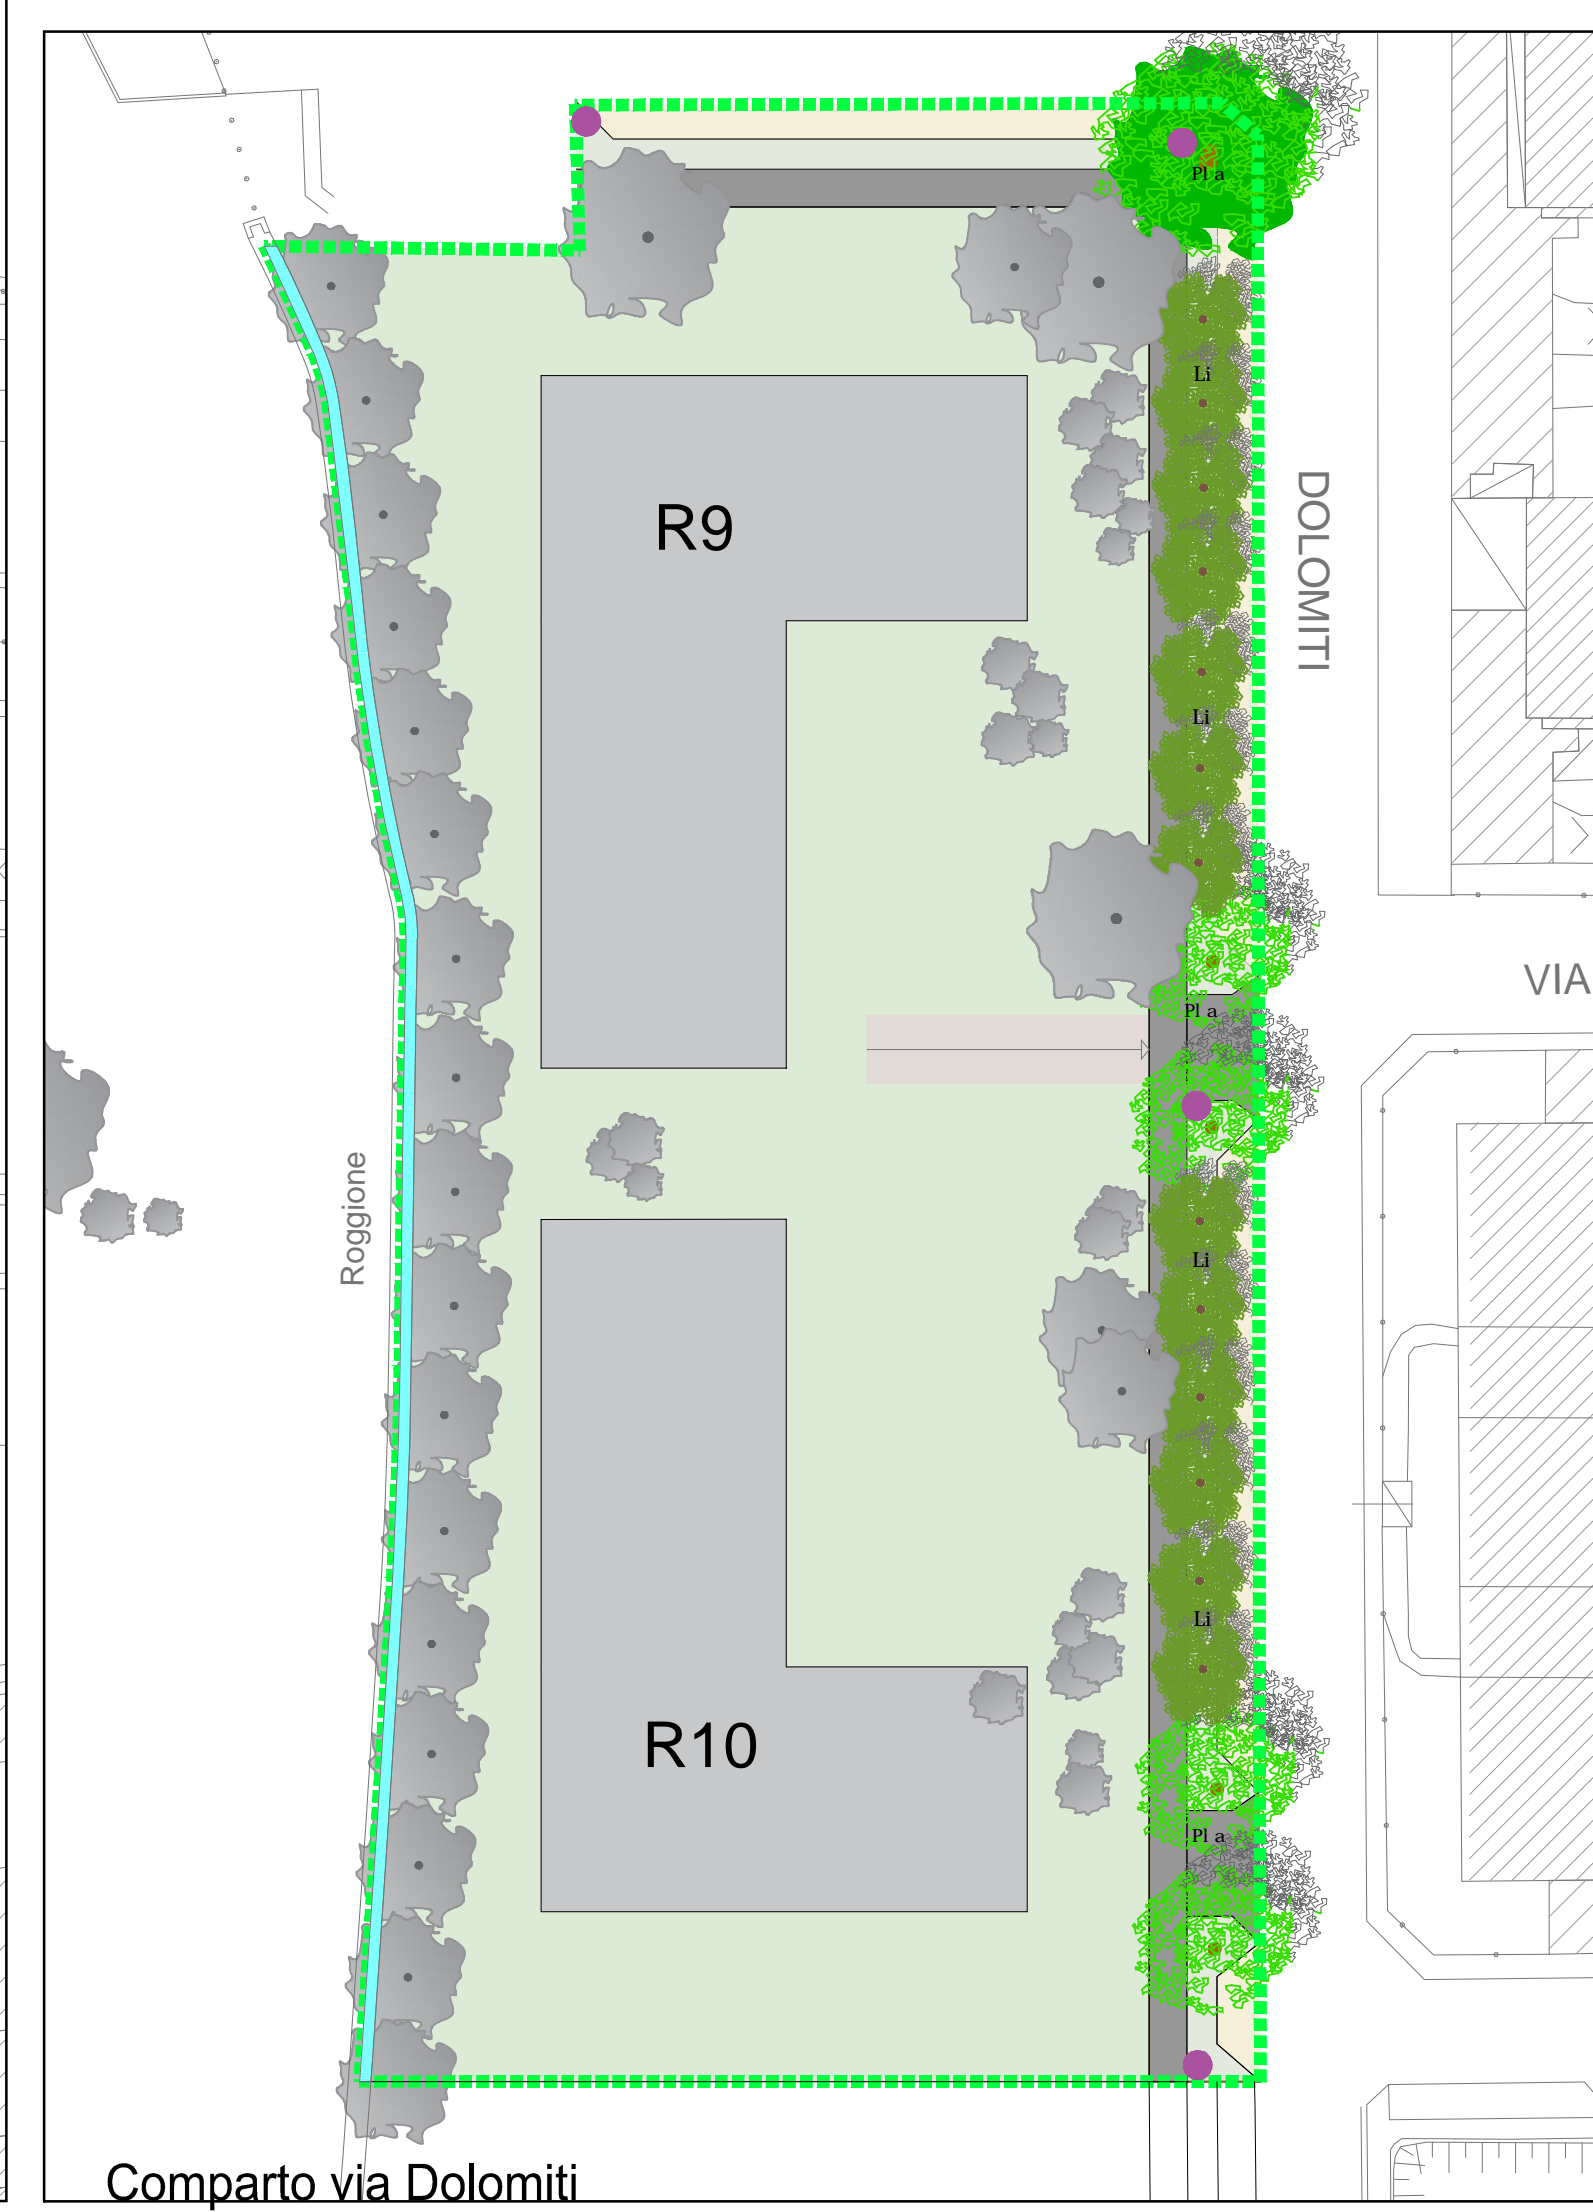 Pl a
Li
R9
DOLOMITI
Li
VIA
Pl a
Roggione
Li
Li
R10
Pl a
Comparto via Dolomiti